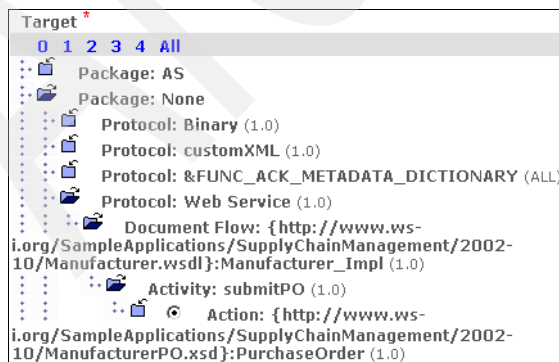 Target *
0 1 2 3 4 All
Package: AS
Package: None
Protocol: Binary (1.0)
Protocol: customXML (1.0)
Protocol: &FUNC_ACK_METADATA_DICTIONARY (ALL)
Protocol: Web Service (1.0)
Document Flow: {http://www.ws-
i.org/SampleApplications/SupplyChainManagement/2002-
10/Manufacturer.wsdl}:Manufacturer_Impl (1.0)
Activity: submitPO (1.0)
Action: {http://www.ws-
i.org/SampleApplications/SupplyChainManagement/2002-
10/ManufacturerPO.xsd}:PurchaseOrder (1.0)